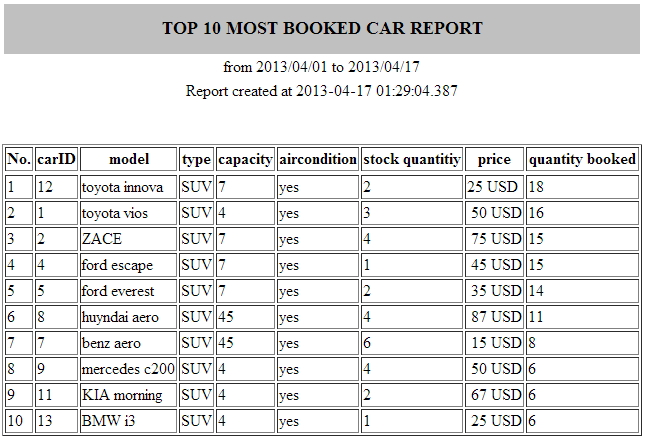 TOP 10 MOST BOOKED CAR REPORT
from 2013/04/01 to 2013/04/17
Report created at 2013-04-17 01:29:04.387
No. carID model type capacity aircondition stock quantitiy price quantity booked
1 12 toyota innova SUV 7 yes 2 25 USD 18
2 1 toyota vios SUV 4 yes 3 50 USD 16
3 2 ZACE SUV 7 yes 4 75 USD 15
4 4 ford escape SUV 7 yes 1 45 USD 15
5 5 ford everest SUV 7 yes 2 35 USD 14
6 8 huyndai aero SUV 45 yes 4 87 USD 11
7 7 benz aero SUV 45 yes 6 15 USD 8
8 9 mercedes c200 SUV 4 yes 4 50 USD 6
9 11 KIA morning SUV 4 yes 2 67 USD 6
10 13 BMW i3 SUV 4 yes 1 25 USD 6